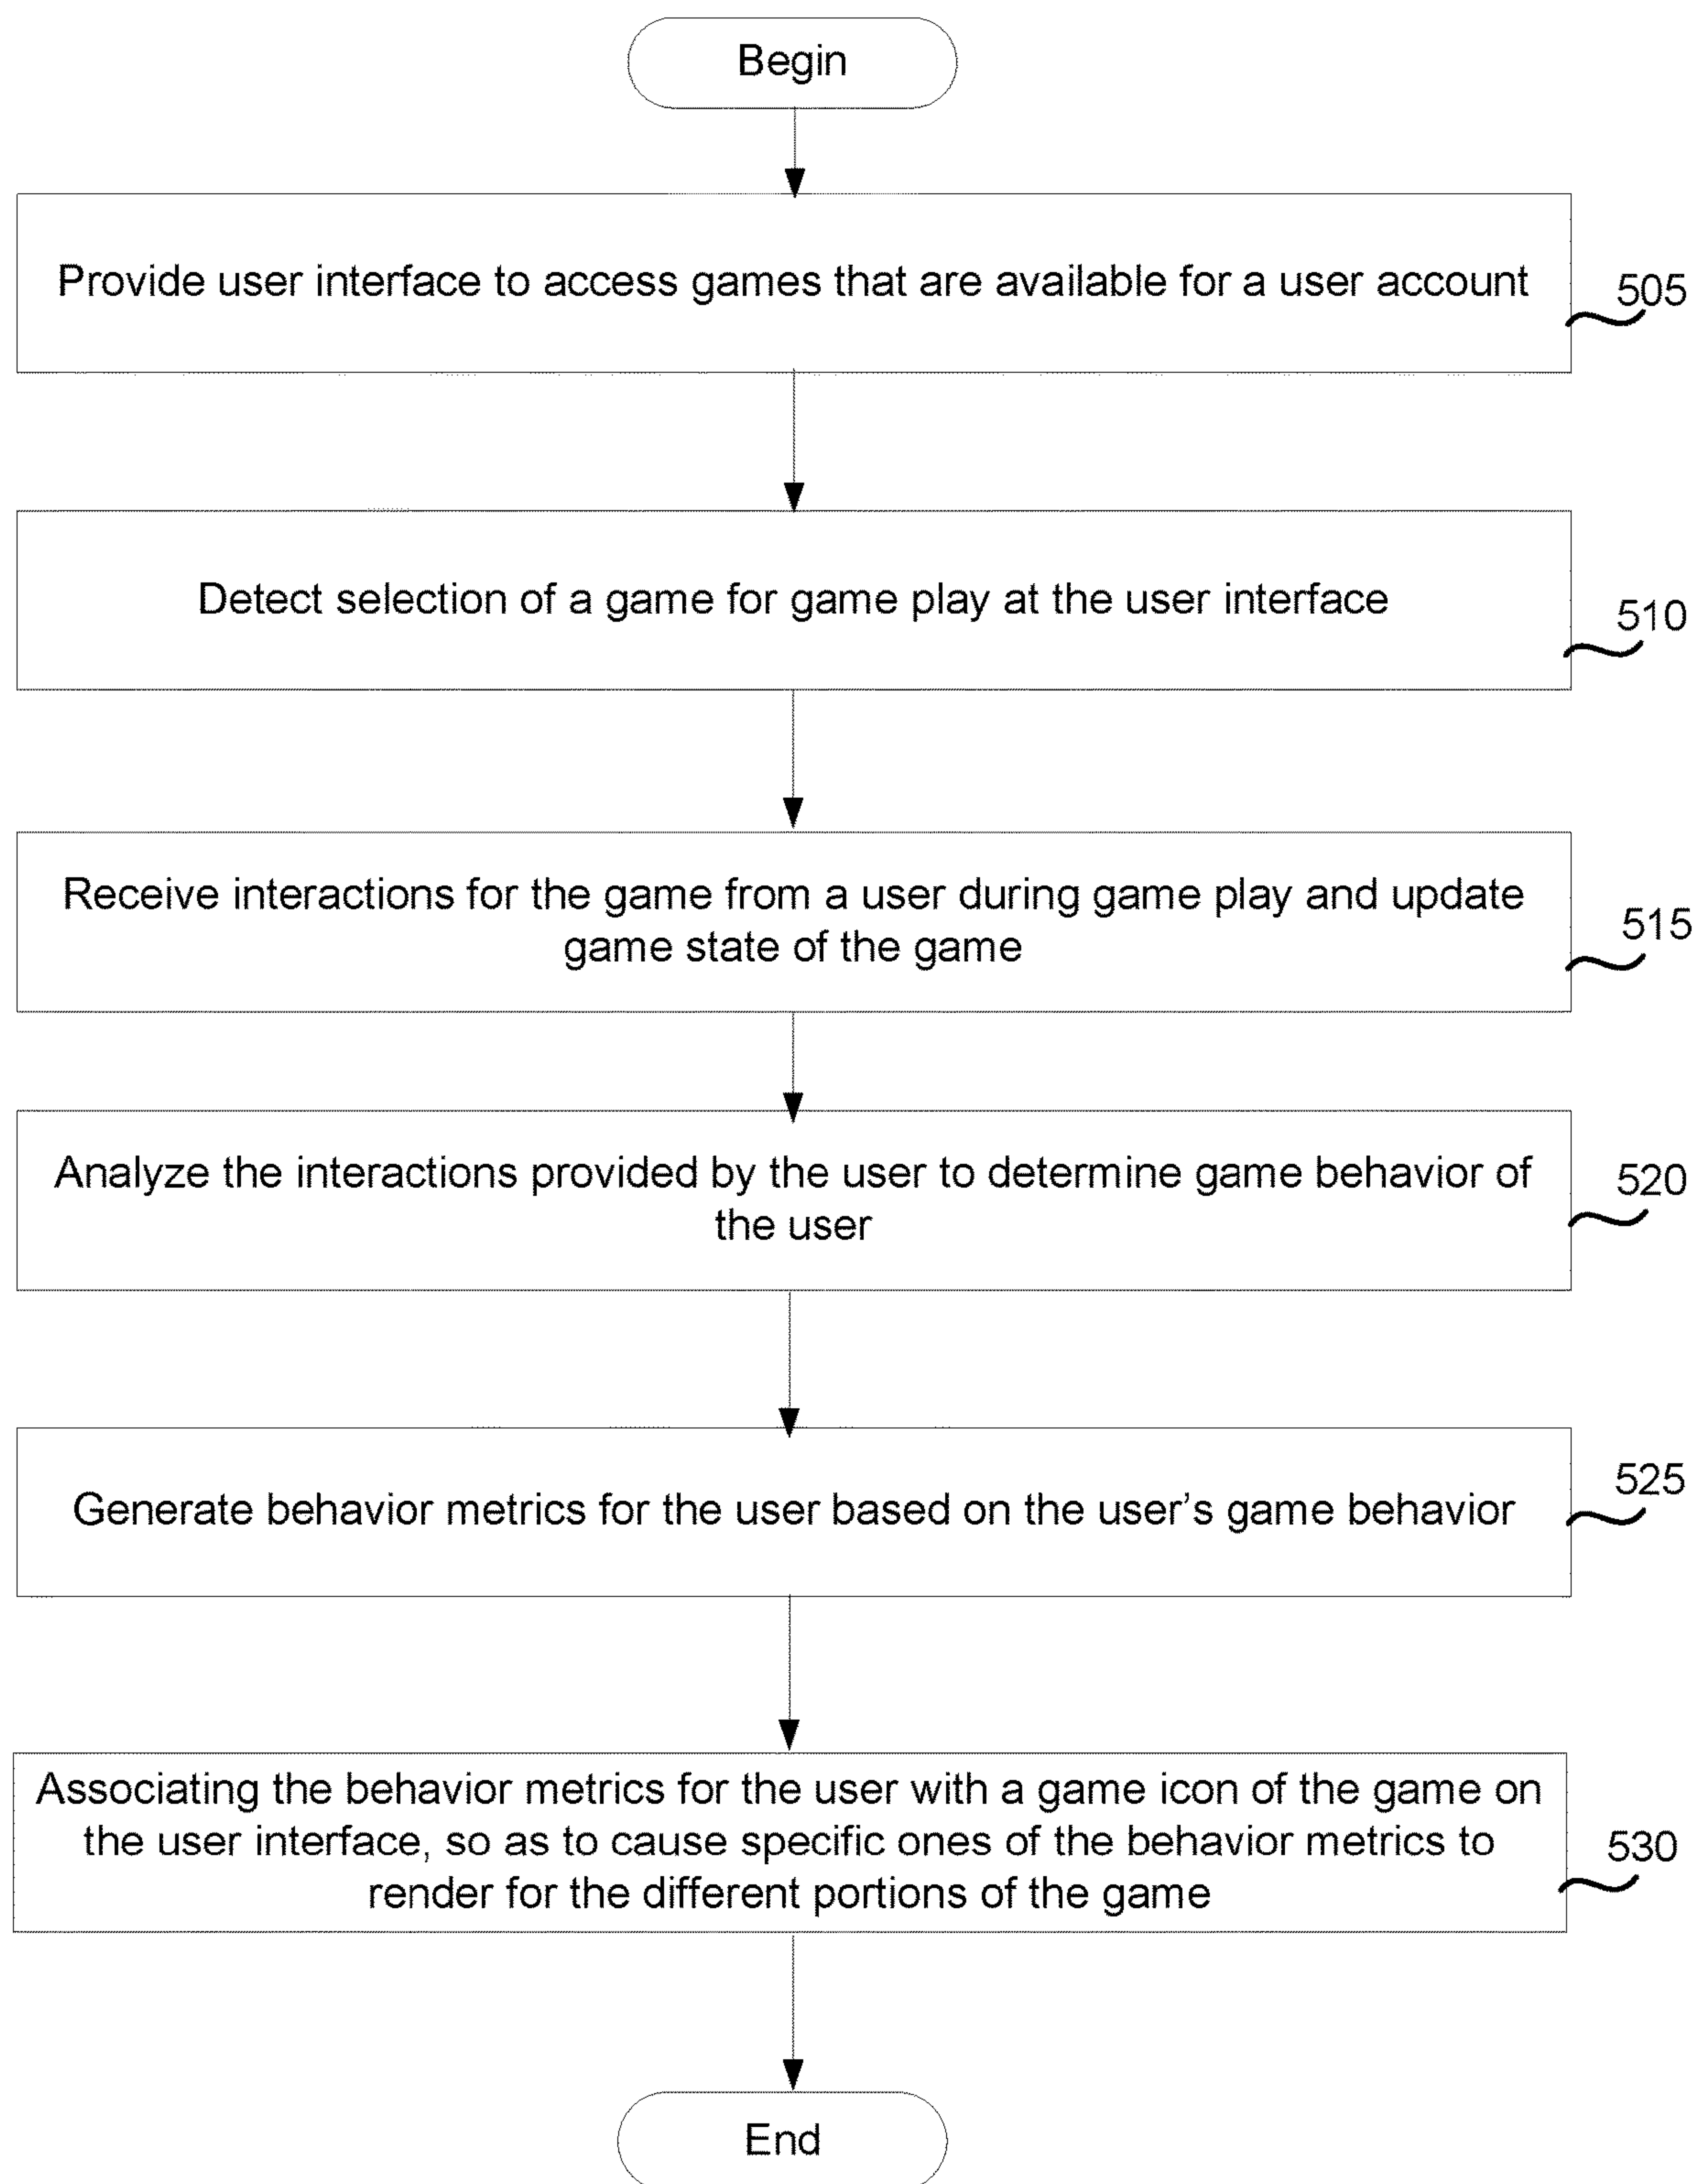 Begin
Provide user interface to access games that are available for a user account
505
Detect selection of a game for game play at the user interface
510
Receive interactions for the game from a user during game play and update
game state of the game
515
Analyze the interactions provided by the user to determine game behavior of
the user
520
Generate behavior metrics for the user based on the user's game behavior
525
Associating the behavior metrics for the user with a game icon of the game on
the user interface, so as to cause specific ones of the behavior metrics to
render for the different portions of the game
530
End